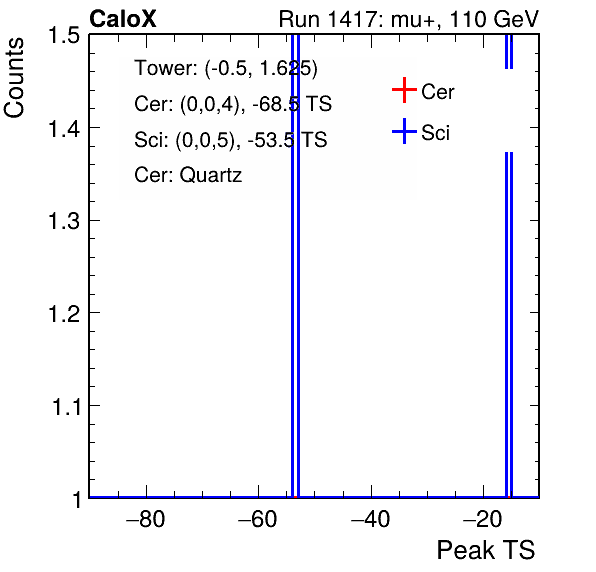 CaloX Run 1417: mu+, 110 GeV
Counts
1.5
1.4
1.3
1.2
1.1
1
Tower: (-0.5, 1.625)
Cer: (0,0,4), -68.5 TS
Sci: (0,0,5), -53.5 TS
Cer: Quartz
Cer
Sci
−80 −60 −40 −20
Peak TS